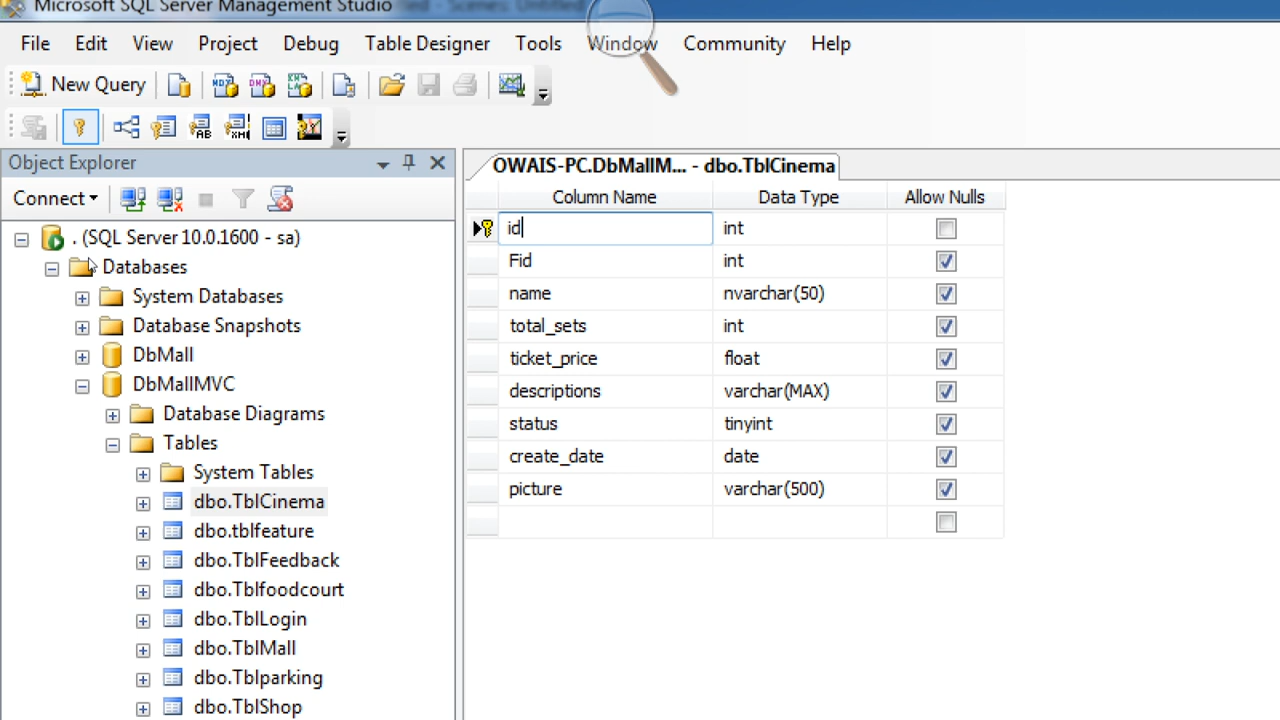 Microsoft SQL Server Management Studio
File Edit View Project Debug Table Designer Tools Window Community Help
New Query
Object Explorer
Connect
. (SQL Server 10.0.1600 - sa)
Databases
System Databases
Database Snapshots
DbMall
DbMallMVC
Database Diagrams
Tables
System Tables
dbo.TblCinema
dbo.tblfeature
dbo.TblFeedback
dbo.Tblfoodcourt
dbo.TblLogin
dbo.TblMall
dbo.Tblparking
dbo.TblShop
OWAIS-PC.DbMallM... - dbo.TblCinema
Column Name Data Type Allow Nulls
id int
Fid int
name nvarchar(50)
total_sets int
ticket_price float
descriptions varchar(MAX)
status tinyint
create_date date
picture varchar(500)